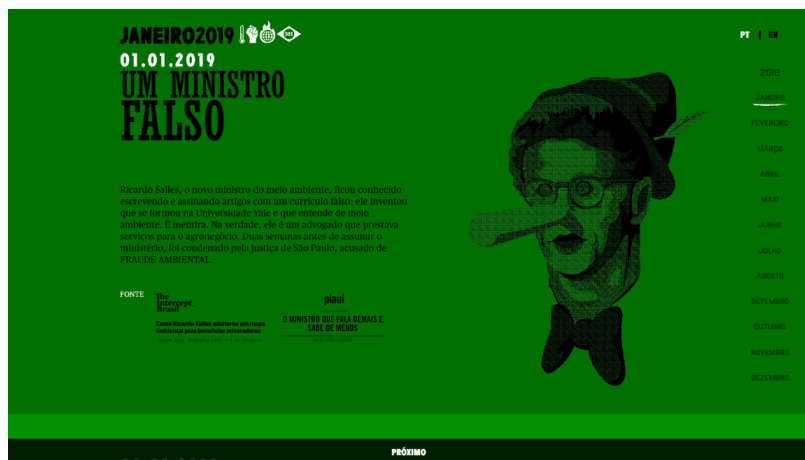 JANEIRO2019
SOS
PT | EN
01.01.2019
UM MINISTRO
FALSO
2019
JANEIRO
FEVEREIRO
MARÇO
ABRIL
MAIO
JUNHO
JULHO
AGOSTO
SETEMBRO
OUTUBRO
NOVEMBRO
DEZEMBRO
Ricardo Salles, o novo ministro do meio ambiente, ficou conhecido
escrevendo e assinando artigos com um currículo falso: ele inventou
que se formou na Universidade Yale e que entende de meio
ambiente. É mentira. Na verdade, ele é um advogado que prestava
serviços para o agronegócio. Duas semanas antes de assumir o
ministério, foi condenado pela justiça de São Paulo, acusado de
FRAUDE AMBIENTAL.
FONTE
The
Intercept_
Brasil
Como Ricardo Salles adulterou um mapa
ambiental para beneficiar mineradoras
piauí
O MINISTRO QUE FALA DEMAIS E
SABE DE MENOS
PRÓXIMO